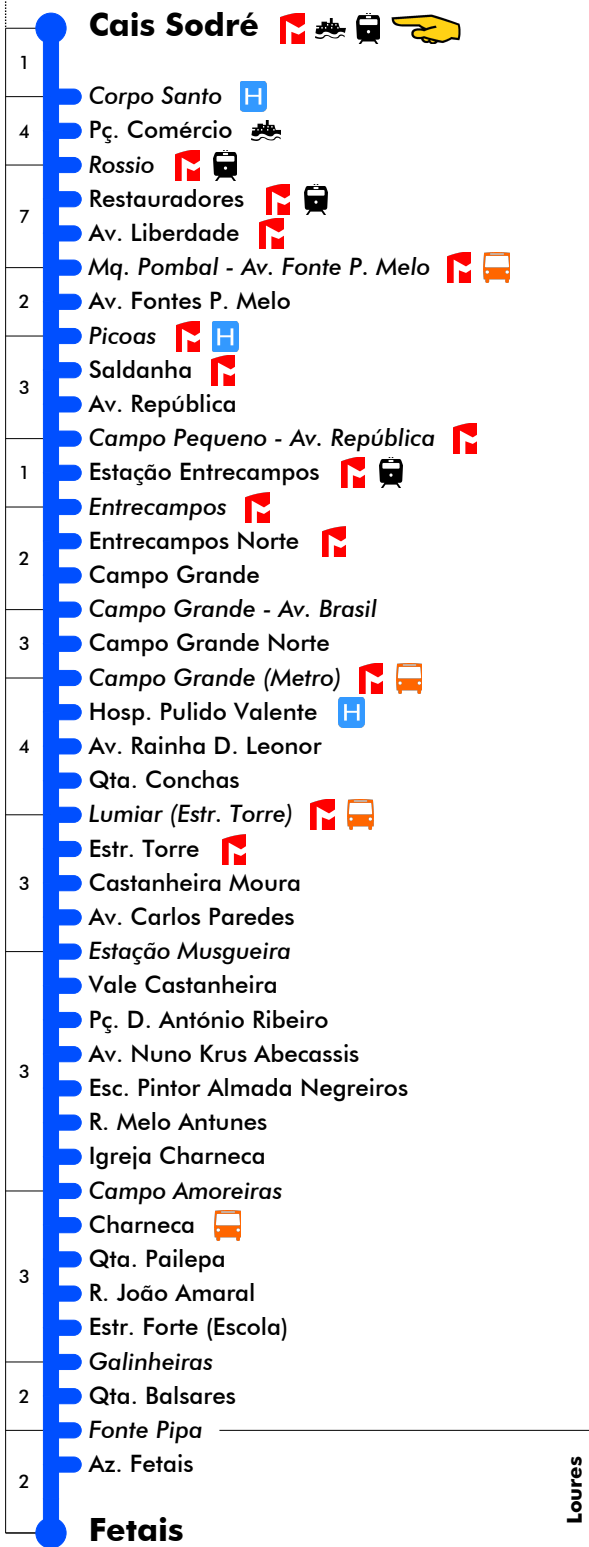 Cais Sodré
1
Corpo Santo H
4
Pç. Comércio
Rossio
Restauradores
7
Av. Liberdade
Mq. Pombal - Av. Fonte P. Melo
2
Av. Fontes P. Melo
Picoas H
Saldanha
3
Av. República
Campo Pequeno - Av. República
1
Estação Entrecampos
Entrecampos
Entrecampos Norte
2
Campo Grande
Campo Grande - Av. Brasil
3
Campo Grande Norte
Campo Grande (Metro)
Hosp. Pulido Valente H
4
Av. Rainha D. Leonor
Qta. Conchas
Lumiar (Estr. Torre)
Estr. Torre
3
Castanheira Moura
Av. Carlos Paredes
Estação Musgueira
Vale Castanheira
Pç. D. António Ribeiro
Av. Nuno Krus Abecassis
3
Esc. Pintor Almada Negreiros
R. Melo Antunes
Igreja Charneca
Campo Amoreiras
Charneca
Qta. Pailepa
3
R. João Amaral
Estr. Forte (Escola)
Galinheiras
2
Qta. Balsares
Fonte Pipa
Az. Fetais
2
Loures
Fetais